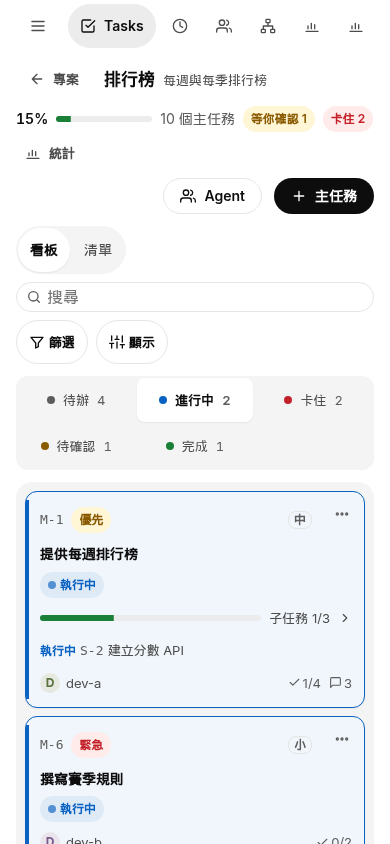 Tasks
專案 排行榜 每週與每季排行榜
15% 10 個主任務 等你確認 1 卡住 2
統計
Agent 主任務
看板 清單
搜尋
篩選 顯示
待辦 4 進行中 2 卡住 2
待確認 1 完成 1
M-1 優先 中
提供每週排行榜
執行中
子任務 1/3
執行中 S-2 建立分數 API
D dev-a 1/4 3
M-6 緊急 小
撰寫賽季規則
執行中
D dev-b 0/2